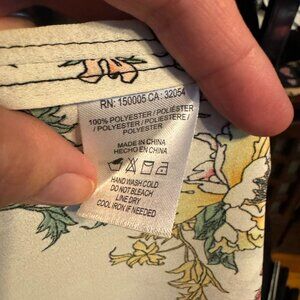 RN: 150005 CA: 32054
100% POLYESTER / POLIÉSTER
/ POLYESTER / POLIESTERE /
POLYESTER
MADE IN CHINA
HECHO EN CHINA
HAND WASH COLD
DO NOT BLEACH
LINE DRY
COOL IRON IF NEEDED